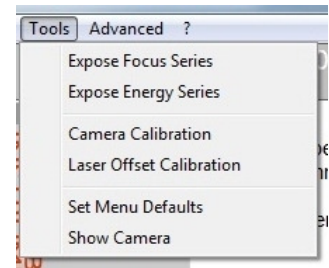 Tools Advanced ?
Expose Focus Series
Expose Energy Series
Camera Calibration
Laser Offset Calibration
Set Menu Defaults
Show Camera